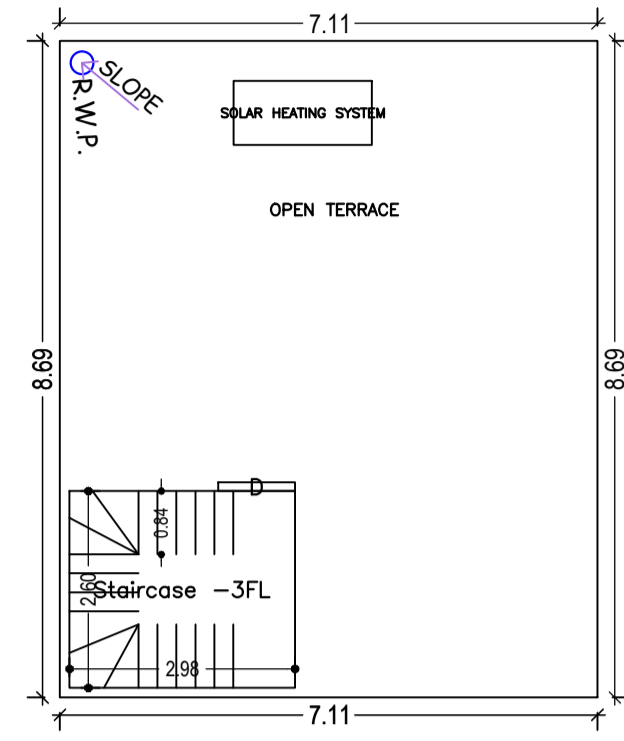 7.11
SLOPE
R.W.P.
SOLAR HEATING SYSTEM
OPEN TERRACE
8.69
8.69
D
0.84
2.60
Staircase -3FL
2.98
7.11